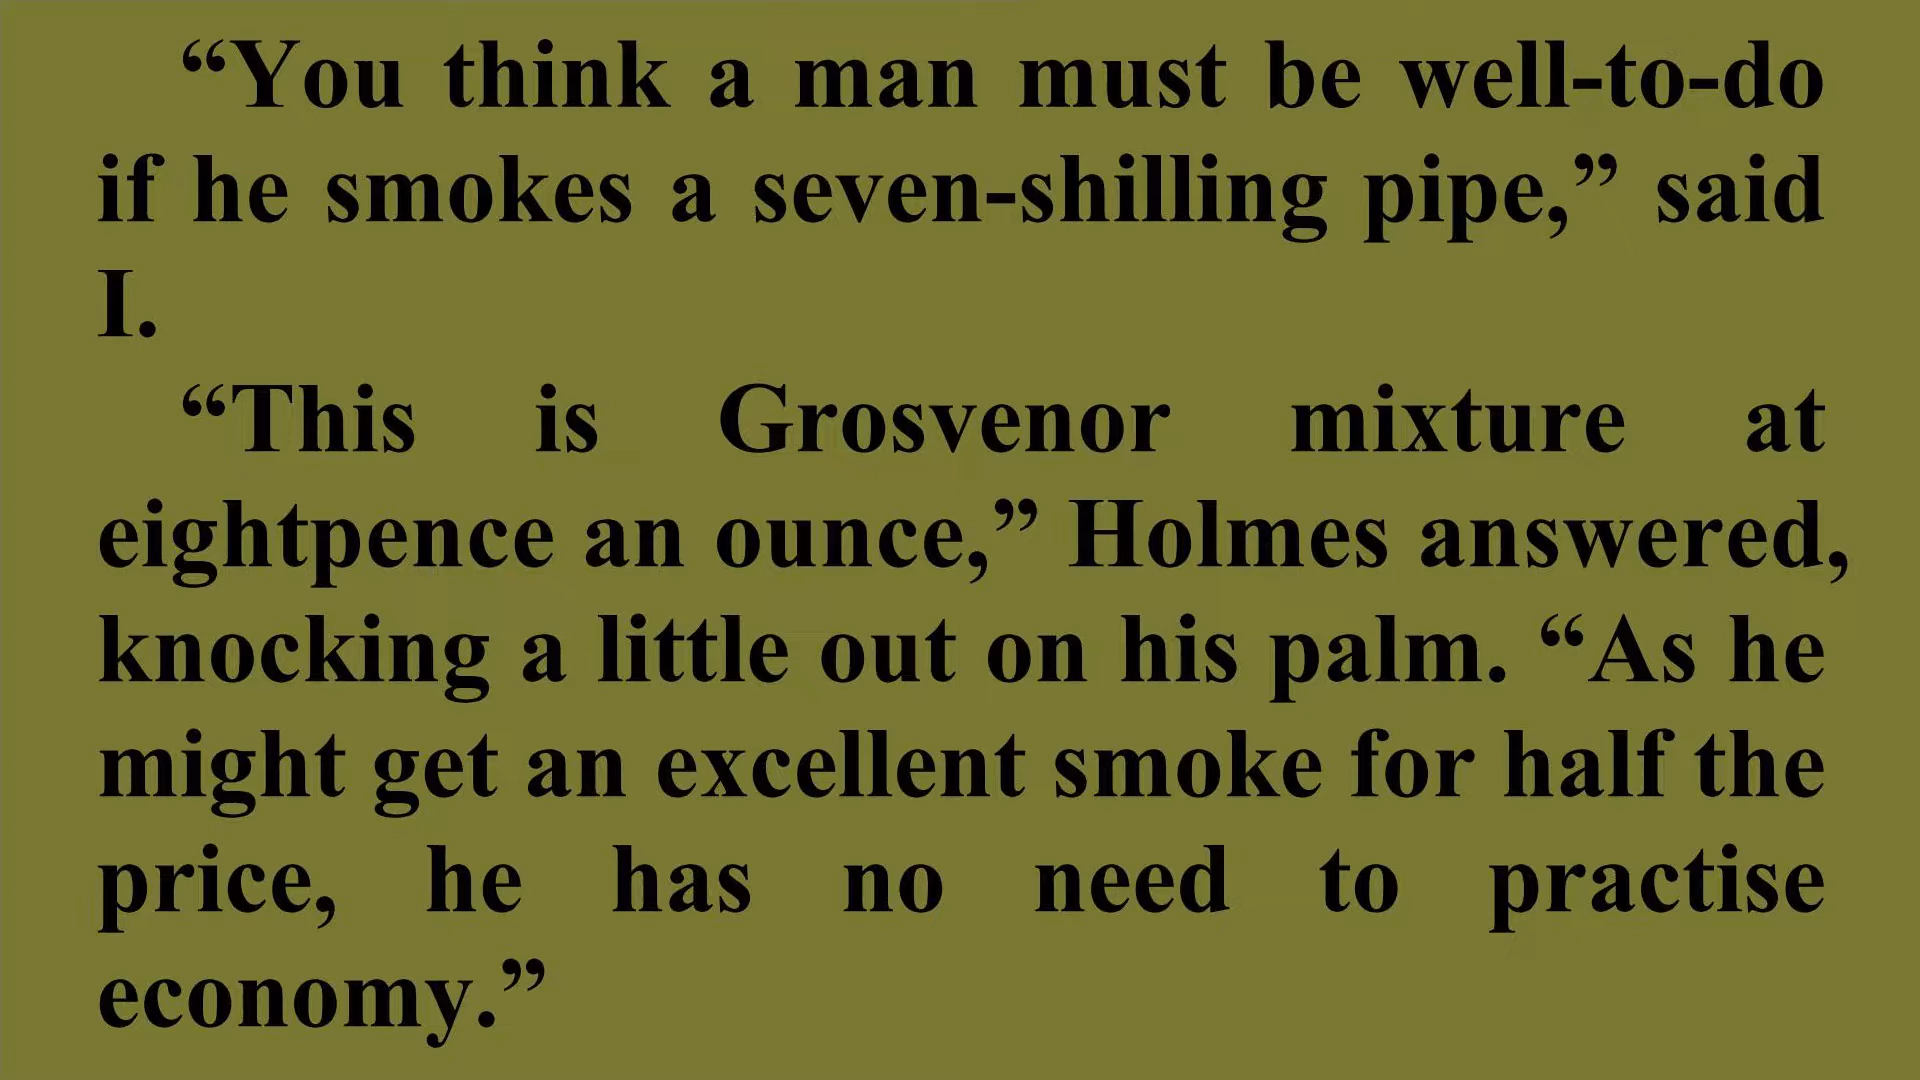 “You think a man must be well-to-do
if he smokes a seven-shilling pipe,” said
I.
“This is Grosvenor mixture at
eightpence an ounce,” Holmes answered,
knocking a little out on his palm. “As he
might get an excellent smoke for half the
price, he has no need to practise
economy.”